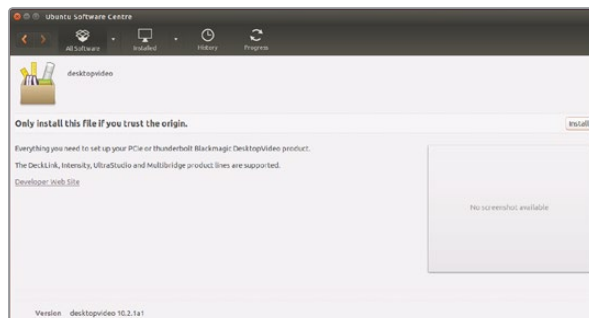 Ubuntu Software Centre
All Software
Installed
History
Progress
desktopvideo
Only install this file if you trust the origin.
Install
Everything you need to set up your PCIe or thunderbolt Blackmagic DesktopVideo product.
The DeckLink, Intensity, UltraStudio and Multibridge product lines are supported.
Developer Web Site
No screenshot available
Version desktopvideo 10.2.1a1